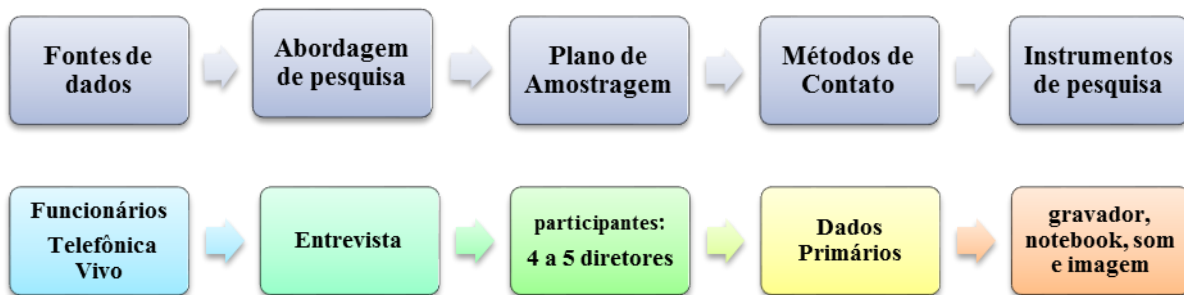 Fontes de
dados
Abordagem
de pesquisa
Plano de
Amostragem
Métodos de
Contato
Instrumentos
de pesquisa
Funcionários
Telefônica
Vivo
Entrevista
participantes:
4 a 5 diretores
Dados
Primários
gravador,
notebook, som
e imagem